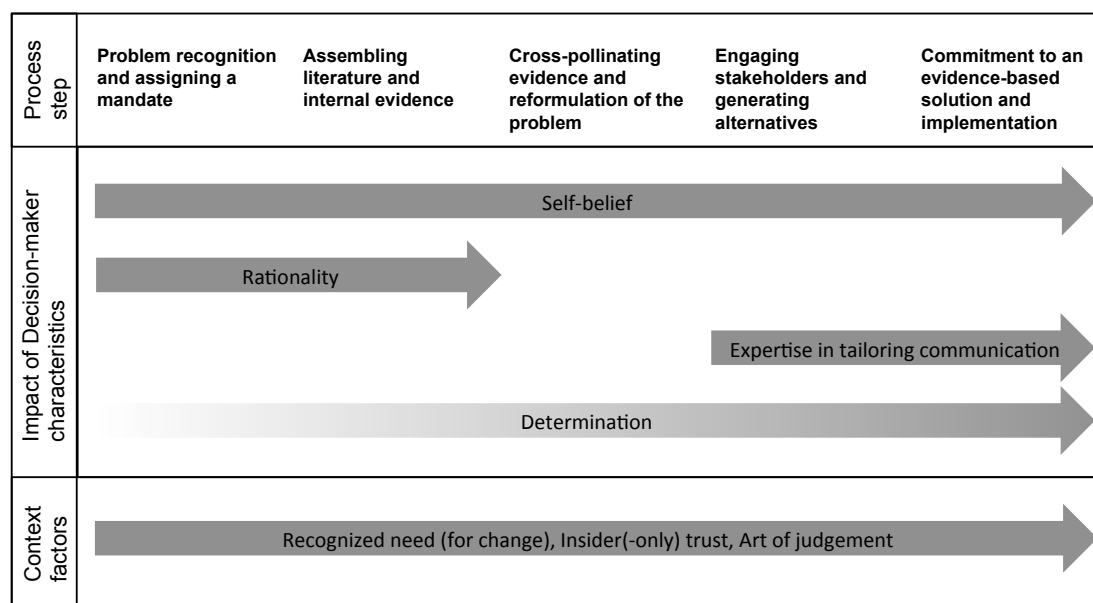 Process
step
Problem recognition
and assigning a
mandate
Assembling
literature and
internal evidence
Cross-pollinating
evidence and
reformulation of the
problem
Engaging
stakeholders and
generating
alternatives
Commitment to an
evidence-based
solution and
implementation
Impact of Decision-maker
characteristics
Self-belief
Rationality
Expertise in tailoring communication
Determination
Context
factors
Recognized need (for change), Insider(-only) trust, Art of judgement